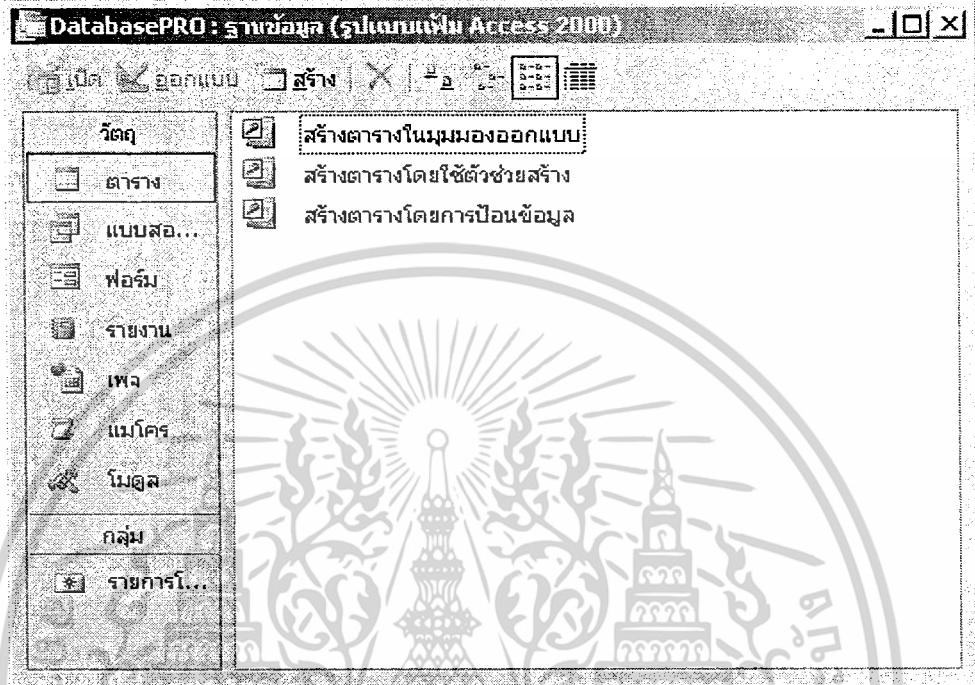 DatabasePRO : ฐานข้อมูล (รูปแบบแฟ้ม Access 2000)
เปิด ออกแบบ สร้าง
วัตถุ
ตาราง
แบบสอ...
ฟอร์ม
รายงาน
เพจ
แมโคร
โมดูล
กลุ่ม
รายการโ...
สร้างตารางในมุมมองออกแบบ
สร้างตารางโดยใช้ตัวช่วยสร้าง
สร้างตารางโดยการป้อนข้อมูล